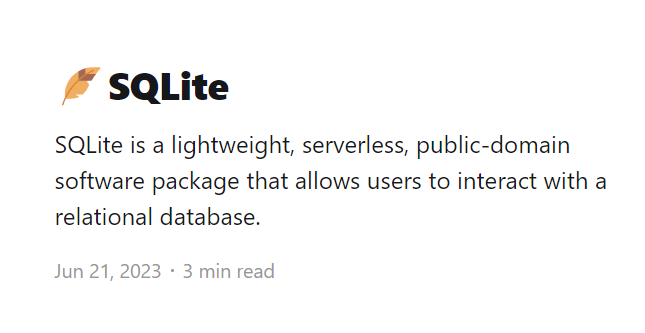 🪶 SQLite
SQLite is a lightweight, serverless, public-domain
software package that allows users to interact with a
relational database.
Jun 21, 2023 · 3 min read